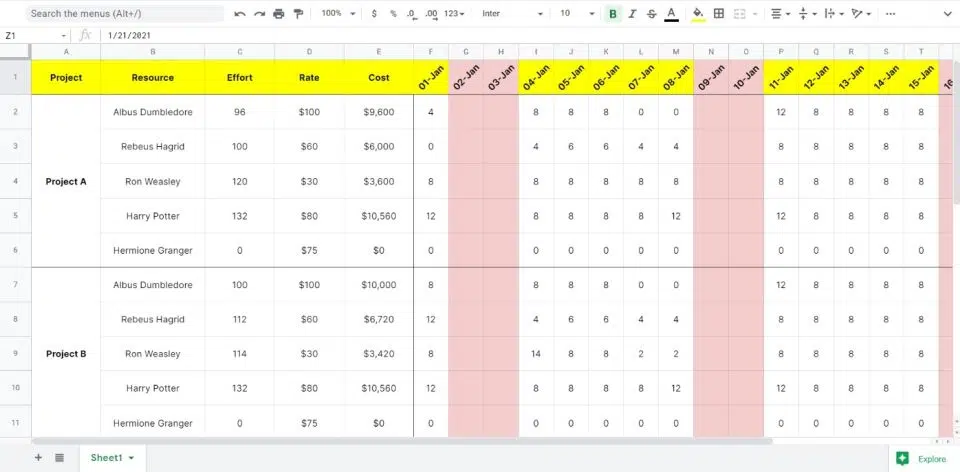 Search the menus (Alt+/) 100% $ % .0 .00 123 Inter 10 B I S A
Z1 fx 1/21/2021
A B C D E F G H I J K L M N O P Q R S T
1 Project Resource Effort Rate Cost 01-Jan 02-Jan 03-Jan 04-Jan 05-Jan 06-Jan 07-Jan 08-Jan 09-Jan 10-Jan 11-Jan 12-Jan 13-Jan 14-Jan 15-Jan
2 Albus Dumbledore 96 $100 $9,600 4 8 8 8 0 0 12 8 8 8 8
3 Rebeus Hagrid 100 $60 $6,000 0 4 6 6 4 4 8 8 8 8 8
4 Project A Ron Weasley 120 $30 $3,600 8 8 8 8 8 8 8 8 8 8 8
5 Harry Potter 132 $80 $10,560 12 8 8 8 8 12 12 8 8 8 8
6 Hermione Granger 0 $75 $0 0 0 0 0 0 0 0 0 0 0 0
7 Albus Dumbledore 100 $100 $10,000 8 8 8 8 0 0 12 8 8 8 8
8 Rebeus Hagrid 112 $60 $6,720 12 4 6 6 4 4 8 8 8 8 8
9 Project B Ron Weasley 114 $30 $3,420 8 14 8 8 2 2 8 8 8 8 8
10 Harry Potter 132 $80 $10,560 12 8 8 8 8 12 12 8 8 8 8
11 Hermione Granger 0 $75 $0 0 0 0 0 0 0 0 0 0 0 0
Sheet1 Explore